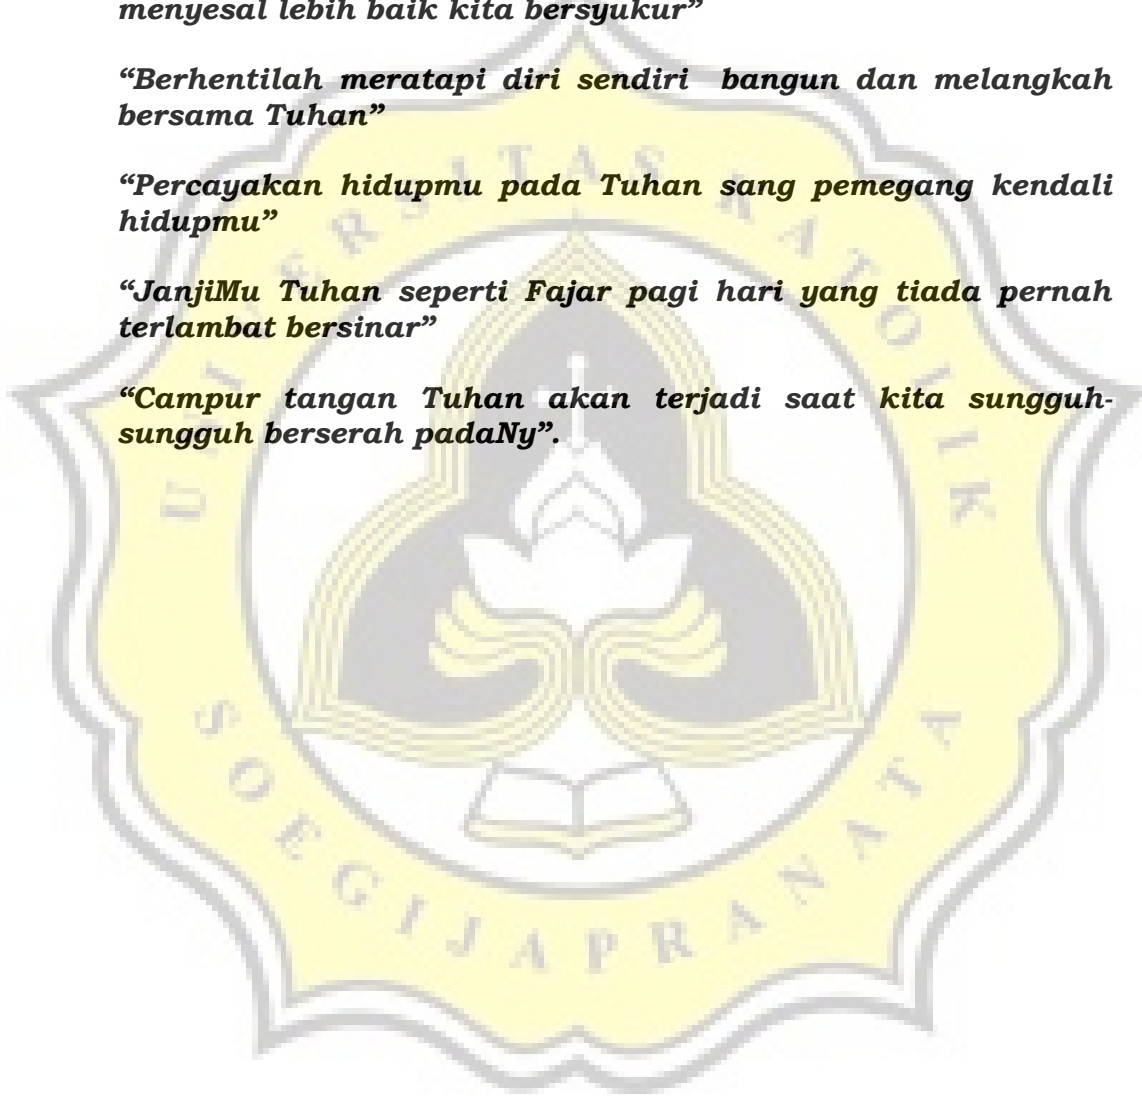 menyesal lebih baik kita bersyukur”
“Berhentilah meratapi diri sendiri bangun dan melangkah
bersama Tuhan”
“Percayakan hidupmu pada Tuhan sang pemegang kendali
hidupmu”
“JanjiMu Tuhan seperti Fajar pagi hari yang tiada pernah
terlambat bersinar”
“Campur tangan Tuhan akan terjadi saat kita sungguh-
sungguh berserah padaNy”.
UNIVERSITAS KATOLIK
SOEGIJAPRANATA